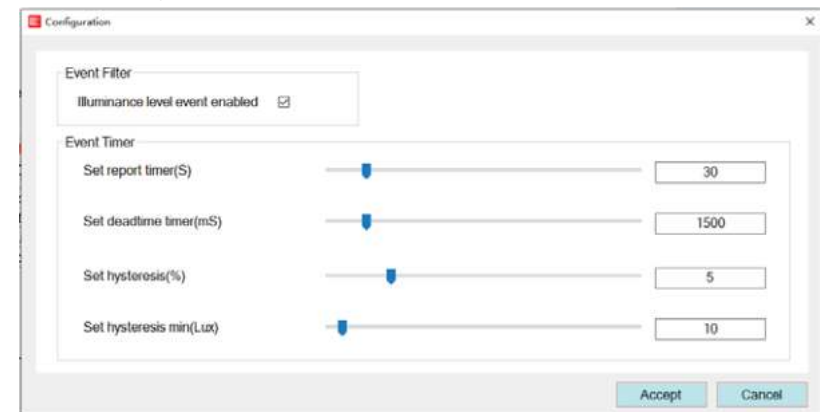 Configuration
Event Filter
Illuminance level event enabled
Event Timer
Set report timer(S) 30
Set deadtime timer(mS) 1500
Set hysteresis(%) 5
Set hysteresis min(Lux) 10
Accept Cancel